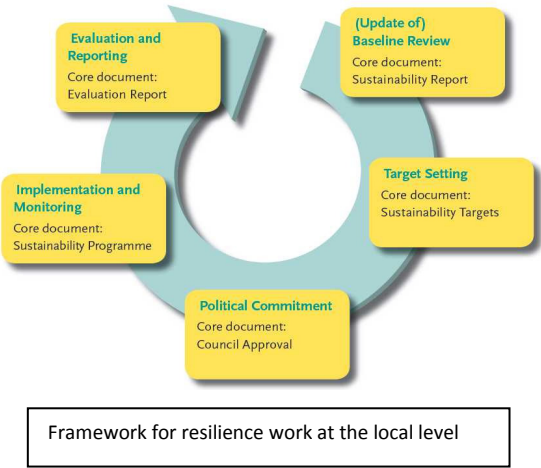 (Update of)
Baseline Review
Core document:
Sustainability Report
Target Setting
Core document:
Sustainability Targets
Political Commitment
Core document:
Council Approval
Implementation and
Monitoring
Core document:
Sustainability Programme
Evaluation and
Reporting
Core document:
Evaluation Report
Framework for resilience work at the local level